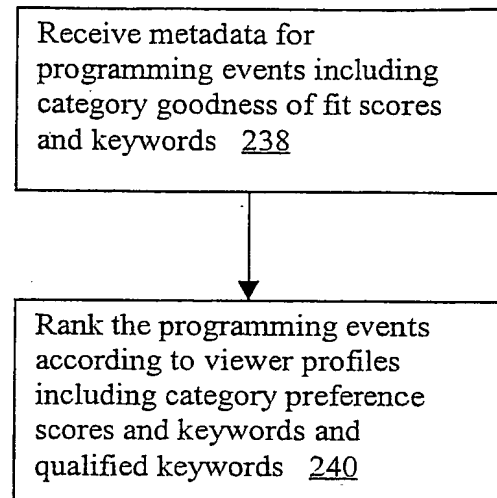 Receive metadata for
programming events including
category goodness of fit scores
and keywords 238
Rank the programming events
according to viewer profiles
including category preference
scores and keywords and
qualified keywords 240